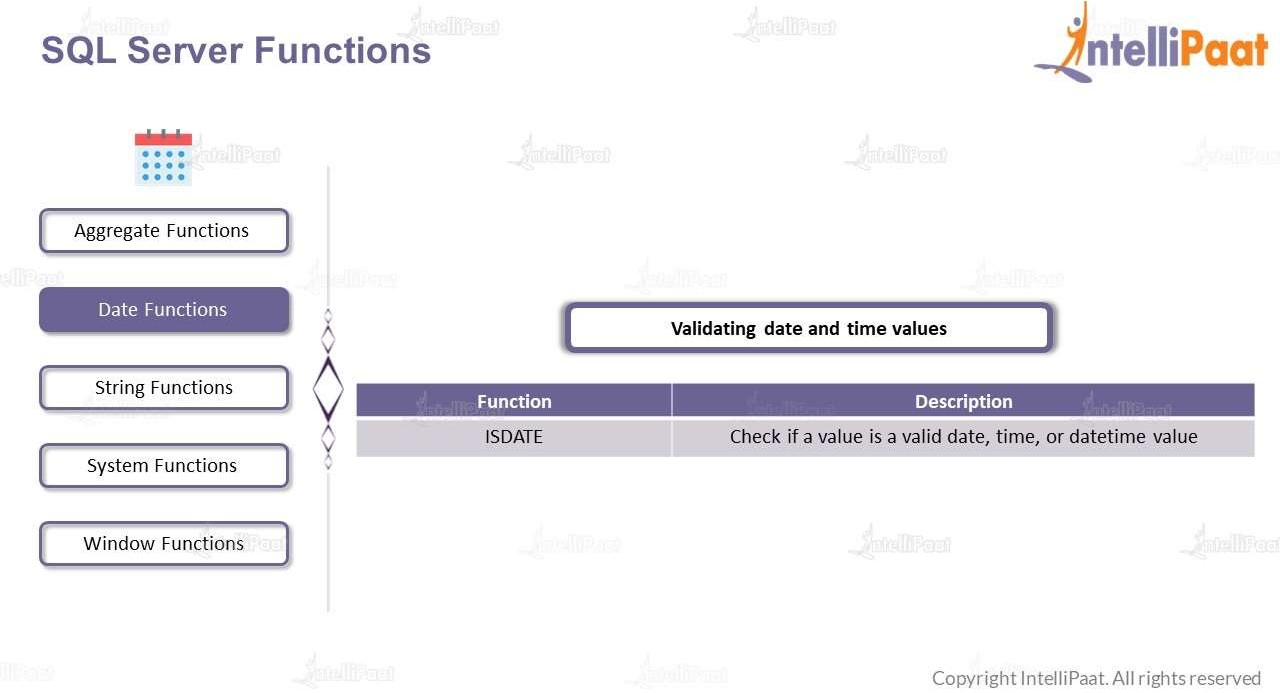 SQL Server Functions
IntelliPaat
Aggregate Functions
Date Functions
String Functions
System Functions
Window Functions
Validating date and time values
Function Description
ISDATE Check if a value is a valid date, time, or datetime value
Copyright IntelliPaat. All rights reserved